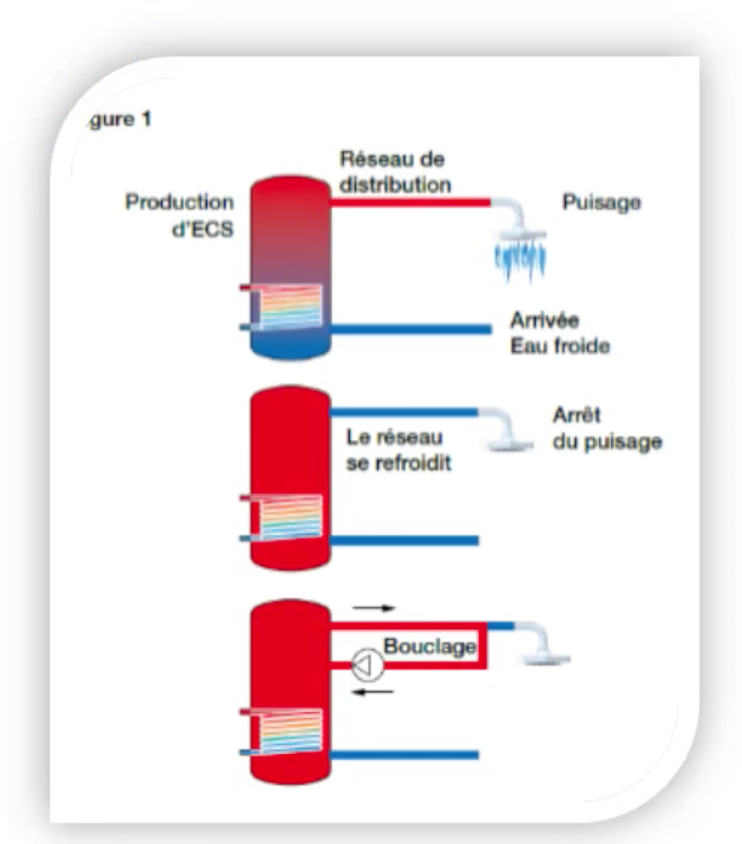 gure 1
Réseau de
distribution
Production
d'ECS
Puisage
Arrivée
Eau froide
Arrêt
du puisage
Le réseau
se refroidit
Bouclage